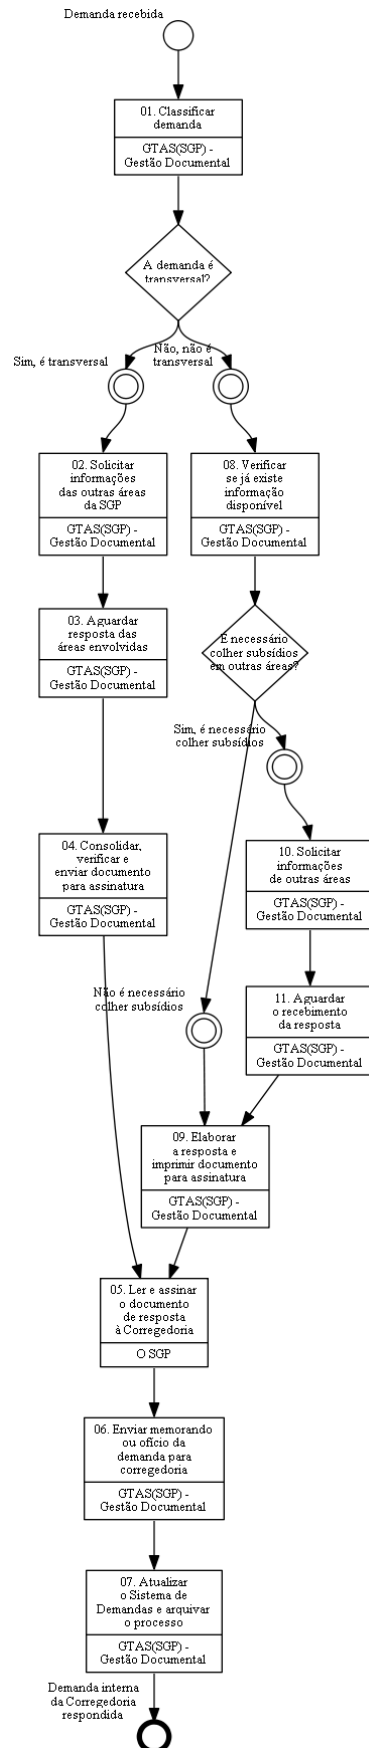 Demanda recebida
01. Classificar
demanda
GTAS(SGP) -
Gestão Documental
A demanda é
transversal?
Sim, é transversal
Não, não é
transversal
02. Solicitar
informações
das outras áreas
da SGP
GTAS(SGP) -
Gestão Documental
08. Verificar
se já existe
informação
disponível
GTAS(SGP) -
Gestão Documental
03. Aguardar
resposta das
áreas envolvidas
GTAS(SGP) -
Gestão Documental
É necessário
colher subsídios
em outras áreas?
Sim, é necessário
colher subsídios
04. Consolidar,
verificar e
enviar documento
para assinatura
GTAS(SGP) -
Gestão Documental
10. Solicitar
informações
de outras áreas
GTAS(SGP) -
Gestão Documental
Não é necessário
colher subsídios
11. Aguardar
o recebimento
da resposta
GTAS(SGP) -
Gestão Documental
09. Elaborar
a resposta e
imprimir documento
para assinatura
GTAS(SGP) -
Gestão Documental
05. Ler e assinar
o documento
de resposta
à Corregedoria
O SGP
06. Enviar memorando
ou ofício da
demanda para
corregedoria
GTAS(SGP) -
Gestão Documental
07. Atualizar
o Sistema de
Demandas e arquivar
o processo
GTAS(SGP) -
Gestão Documental
Demanda interna
da Corregedoria
respondida